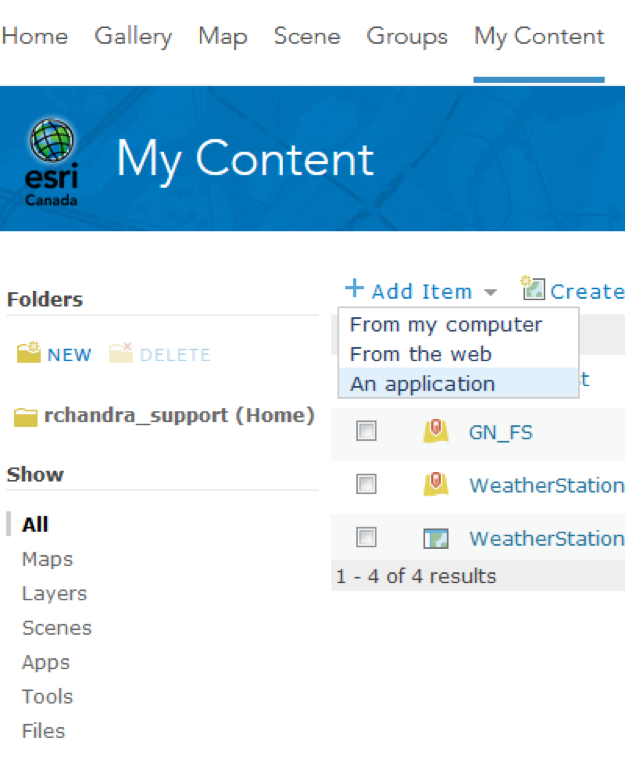 Home Gallery Map Scene Groups My Content
esri
Canada
My Content
Folders
NEW DELETE
rchandra_support (Home)
Show
All
Maps
Layers
Scenes
Apps
Tools
Files
Add Item Create
From my computer
From the web
An application
GN_FS
WeatherStation
WeatherStation
1 - 4 of 4 results